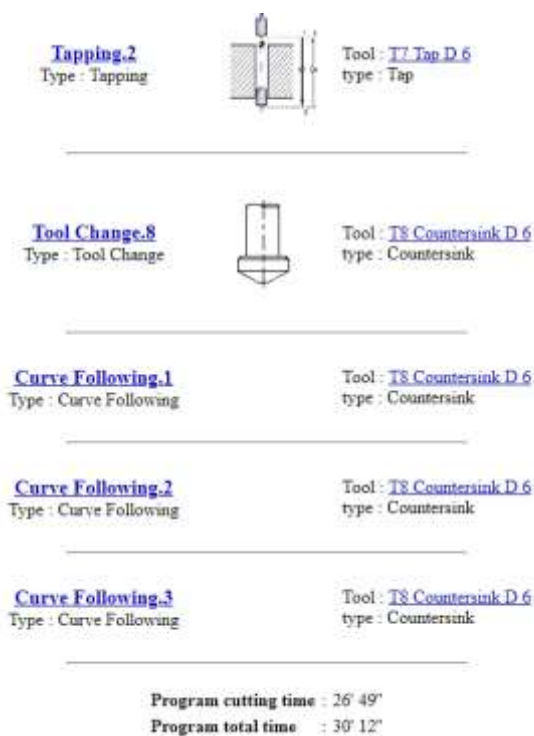 Tapping.2
Type : Tapping
Tool : T7 Tap D 6
type : Tap
Tool Change.8
Type : Tool Change
Tool : T8 Countersink D 6
type : Countersink
Curve Following.1
Type : Curve Following
Tool : T8 Countersink D 6
type : Countersink
Curve Following.2
Type : Curve Following
Tool : T8 Countersink D 6
type : Countersink
Curve Following.3
Type : Curve Following
Tool : T8 Countersink D 6
type : Countersink
Program cutting time : 26' 49"
Program total time : 30' 12"